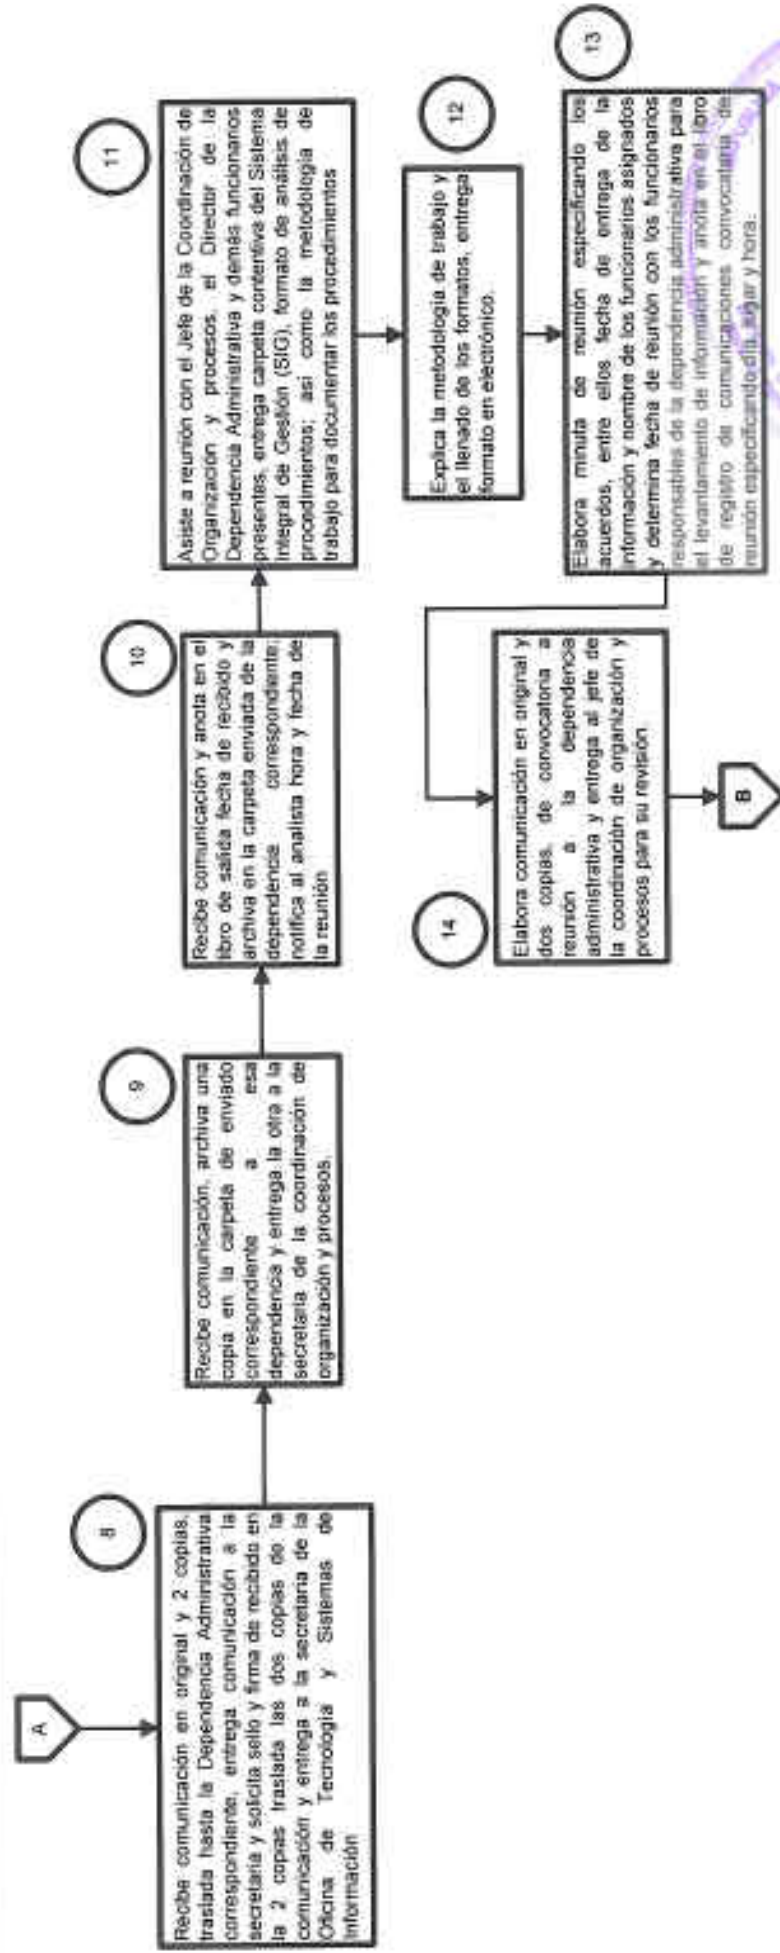 A
8
Recibe comunicación en original y 2 copias,
traslada hasta la Dependencia Administrativa
correspondiente, entrega comunicación a la
secretaria y solicita sello y firma de recibido en
la 2 copias traslada las dos copias de la
comunicación y entrega a la secretaria de la
Oficina de Tecnología y Sistemas de
Información
9
Recibe comunicación, archiva una
copia en la carpeta de enviado
correspondiente a esa
dependencia y entrega la otra a la
secretaria de la coordinación de
organización y procesos.
10
Recibe comunicación y anota en el
libro de salida fecha de recibido y
archiva en la carpeta enviada de la
dependencia correspondiente;
notifica al analista hora y fecha de
la reunión
11
Asiste a reunión con el Jefe de la Coordinación de
Organización y procesos, el Director de la
Dependencia Administrativa y demás funcionarios
presentes, entrega carpeta contentiva del Sistema
Integral de Gestión (SIG), formato de análisis de
procedimientos; así como la metodología de
trabajo para documentar los procedimientos
12
Explica la metodología de trabajo y
el llenado de los formatos, entrega
formato en electrónico.
13
Elabora minuta de reunión especificando los
acuerdos, entre ellos fecha de entrega de la
información y nombre de los funcionarios asignados
y determina fecha de reunión con los funcionarios
responsables de la dependencia administrativa para
el levantamiento de información y anota en el libro
de registro de comunicaciones convocatoria de
reunión especificando día, lugar y hora.
14
Elabora comunicación en original y
dos copias, de convocatoria a
reunión a la dependencia
administrativa y entrega al jefe de
la coordinación de organización y
procesos para su revisión.
B